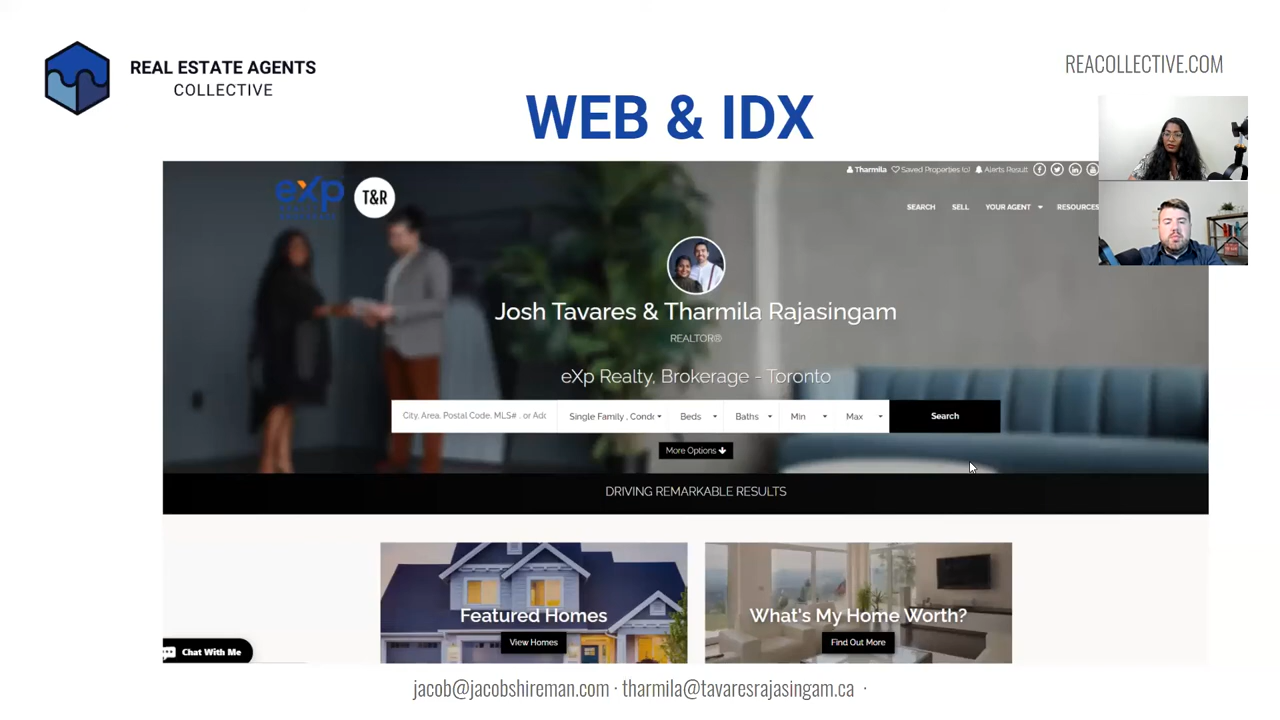 REAL ESTATE AGENTS
COLLECTIVE
REACOLLECTIVE.COM
WEB & IDX
Tharmila Saved Properties (0) Alerts Result
eXp
T&R
SEARCH SELL YOUR AGENT RESOURCES
Josh Tavares & Tharmila Rajasingam
REALTOR®
eXp Realty, Brokerage - Toronto
City, Area, Postal Code, MLS# , or Add Single Family , Condo Beds Baths Min Max Search
More Options
DRIVING REMARKABLE RESULTS
Featured Homes
View Homes
What's My Home Worth?
Find Out More
Chat With Me
jacob@jacobshireman.com · tharmila@tavaresrajasingam.ca ·